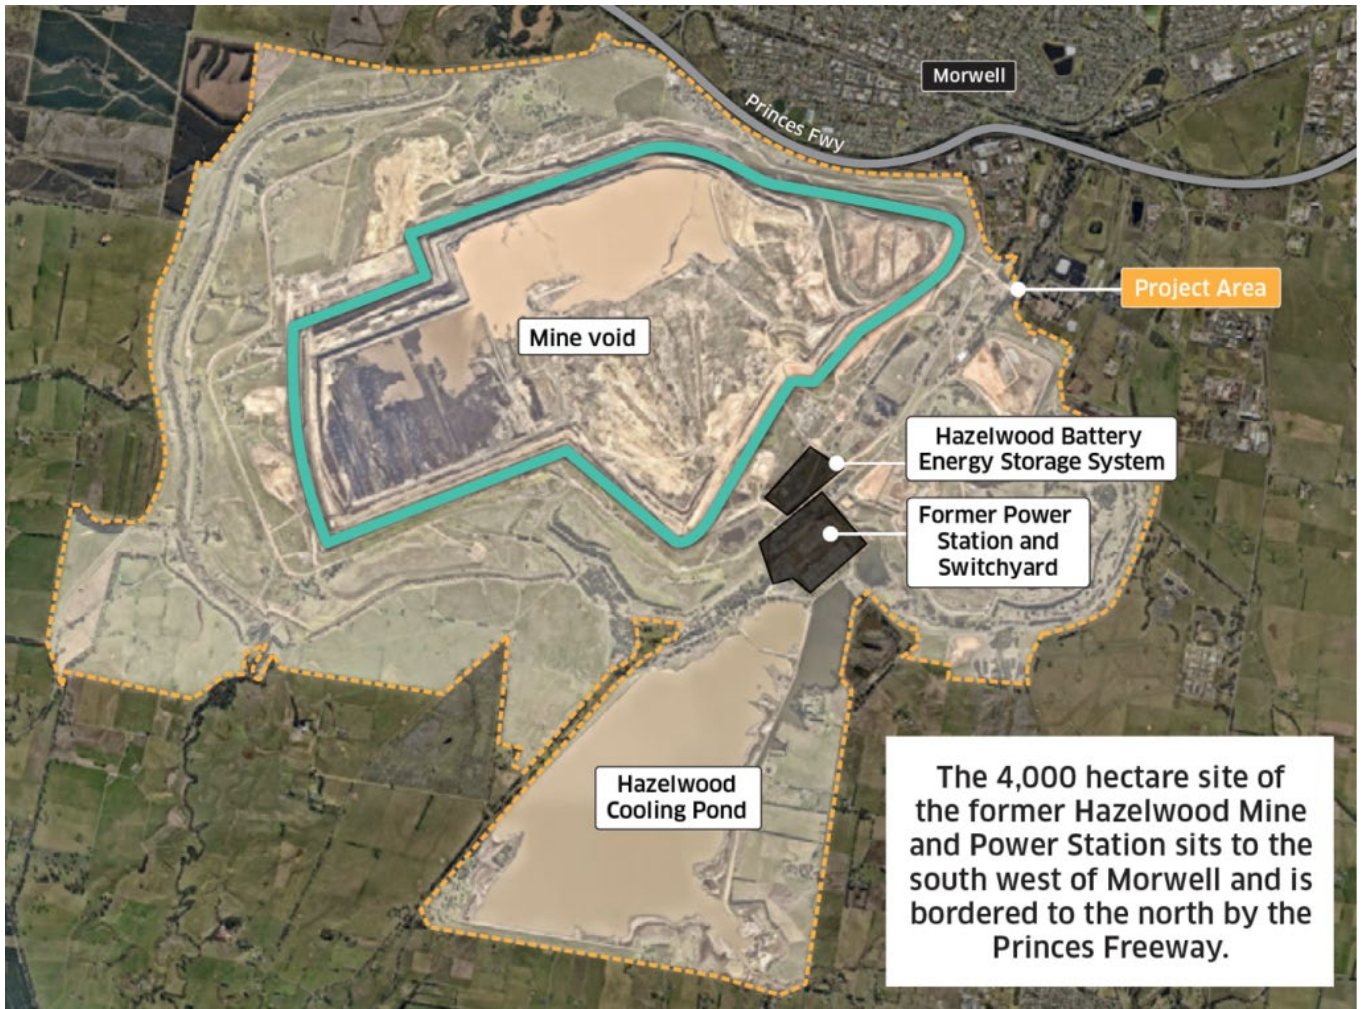 Morwell
Princes Fwy
Project Area
Mine void
Hazelwood Battery
Energy Storage System
Former Power
Station and
Switchyard
Hazelwood
Cooling Pond
The 4,000 hectare site of
the former Hazelwood Mine
and Power Station sits to the
south west of Morwell and is
bordered to the north by the
Princes Freeway.